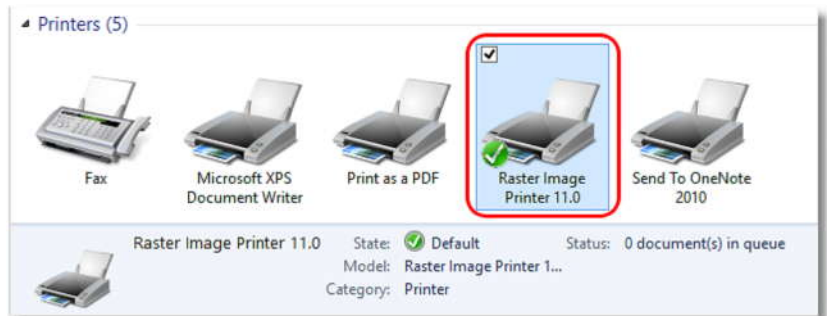 Printers (5)
Fax
Microsoft XPS
Document Writer
Print as a PDF
Raster Image
Printer 11.0
Send To OneNote
2010
Raster Image Printer 11.0 State: Default Status: 0 document(s) in queue
Model: Raster Image Printer 1...
Category: Printer